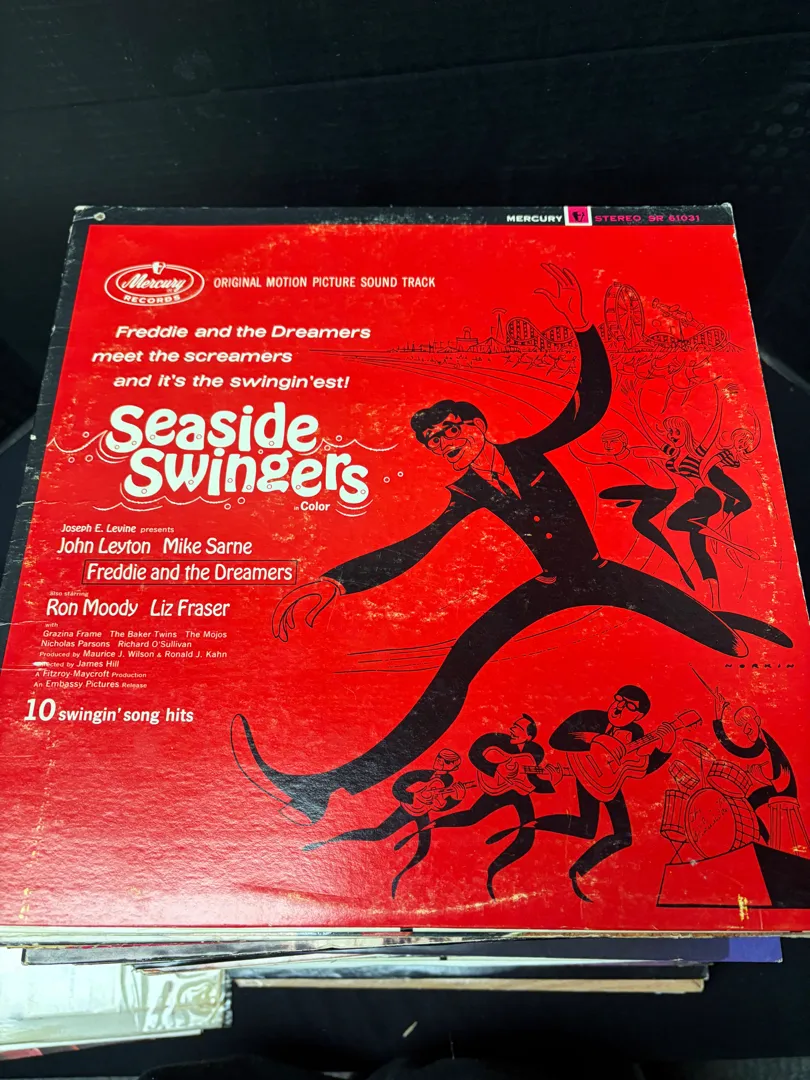 MERCURY STEREO SR 61031
Mercury
RECORDS
ORIGINAL MOTION PICTURE SOUND TRACK
Freddie and the Dreamers
meet the screamers
and it's the swingin'est!
Seaside
Swingers
in Color
Joseph E. Levine presents
John Leyton Mike Sarne
Freddie and the Dreamers
also starring
Ron Moody Liz Fraser
with
Grazina Frame The Baker Twins The Mojos
Nicholas Parsons Richard O'Sullivan
Produced by Maurice J. Wilson & Ronald J. Kahn
Directed by James Hill
A Fitzroy-Maycroft Production
An Embassy Pictures Release
10 swingin' song hits
NORKIN